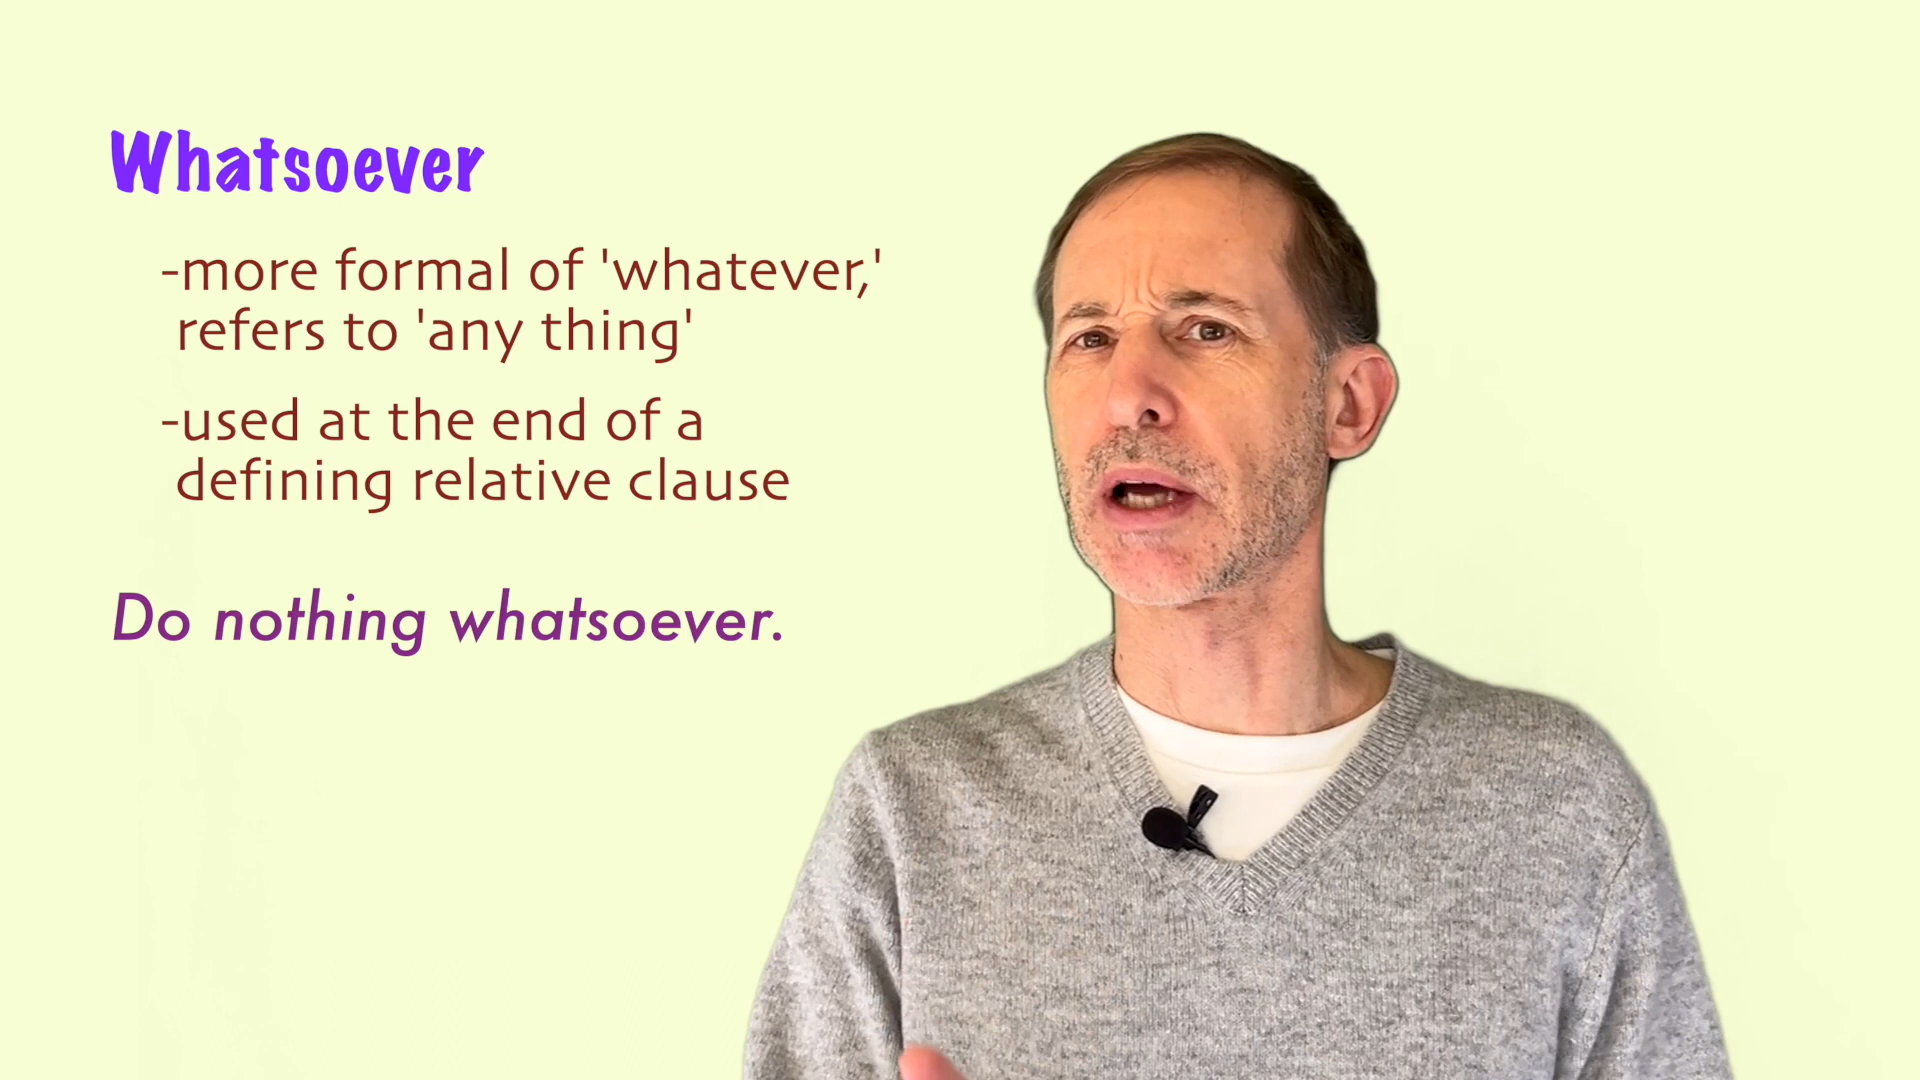 Whatsoever
-more formal of 'whatever,'
refers to 'any thing'
-used at the end of a
defining relative clause
Do nothing whatsoever.